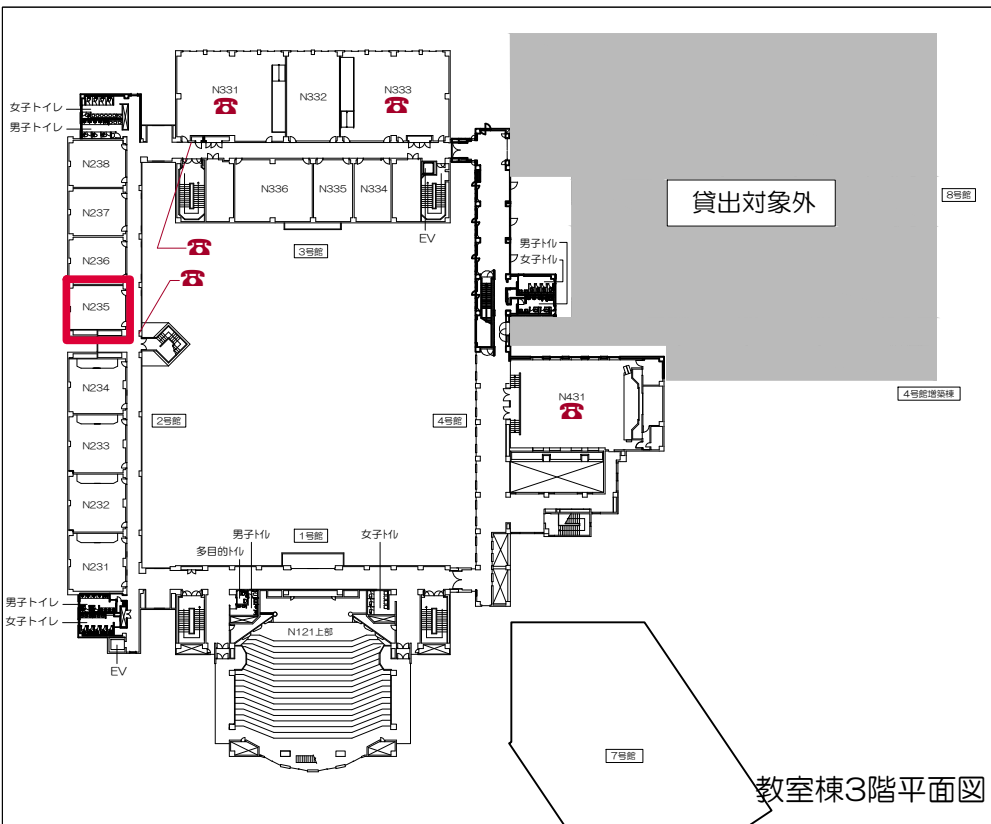 N331
N332
N333
女子トイレ
男子トイレ
N238
N237
N236
N235
N234
N233
N232
N231
N336
N335
N334
EV
3号館
貸出対象外
8号館
男子トイレ
女子トイレ
N431
4号館増築棟
2号館
4号館
1号館
男子トイレ
多目的トイレ
女子トイレ
男子トイレ
女子トイレ
EV
N121上部
7号館
教室棟3階平面図